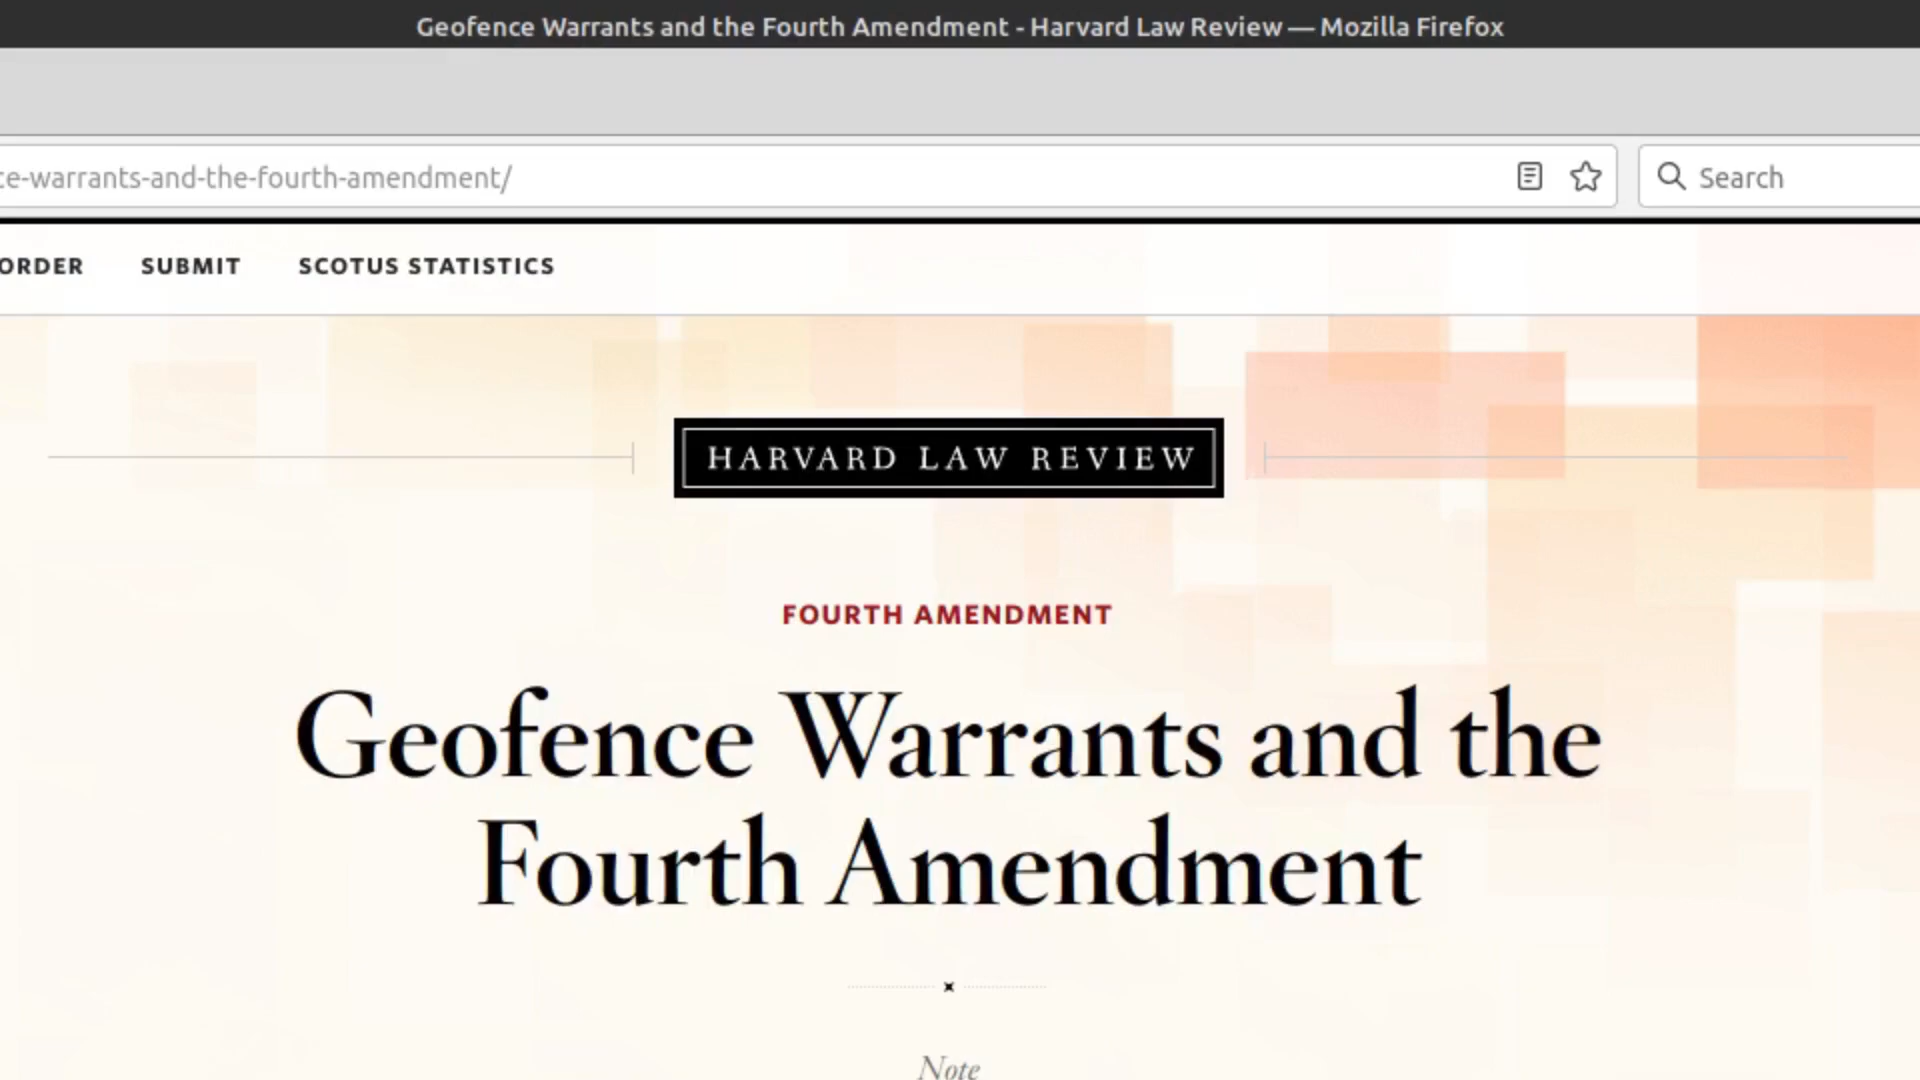 Geofence Warrants and the Fourth Amendment - Harvard Law Review — Mozilla Firefox
ce-warrants-and-the-fourth-amendment/
Search
ORDER SUBMIT SCOTUS STATISTICS
HARVARD LAW REVIEW
FOURTH AMENDMENT
Geofence Warrants and the
Fourth Amendment
Note